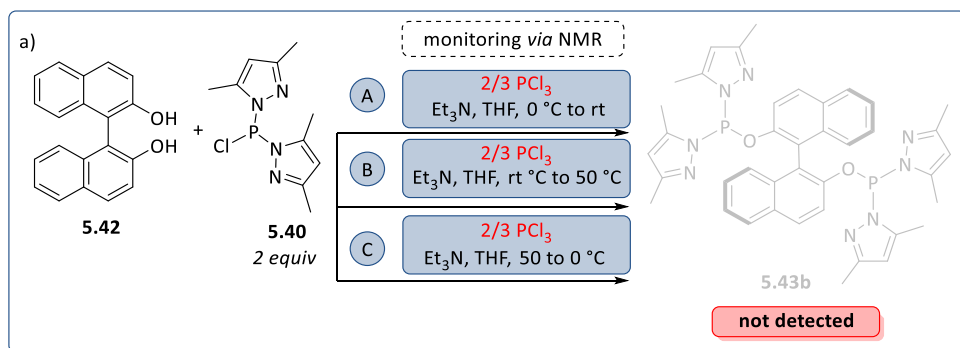 a)
monitoring via NMR
OH
OH
+
5.42
N
N
P
Cl
N
N
5.40
2 equiv
A
2/3 PCl3
Et3N, THF, 0 °C to rt
B
2/3 PCl3
Et3N, THF, rt °C to 50 °C
C
2/3 PCl3
Et3N, THF, 50 to 0 °C
N
N
N
N
P
O
O
P
N
N
N
N
5.43b
not detected